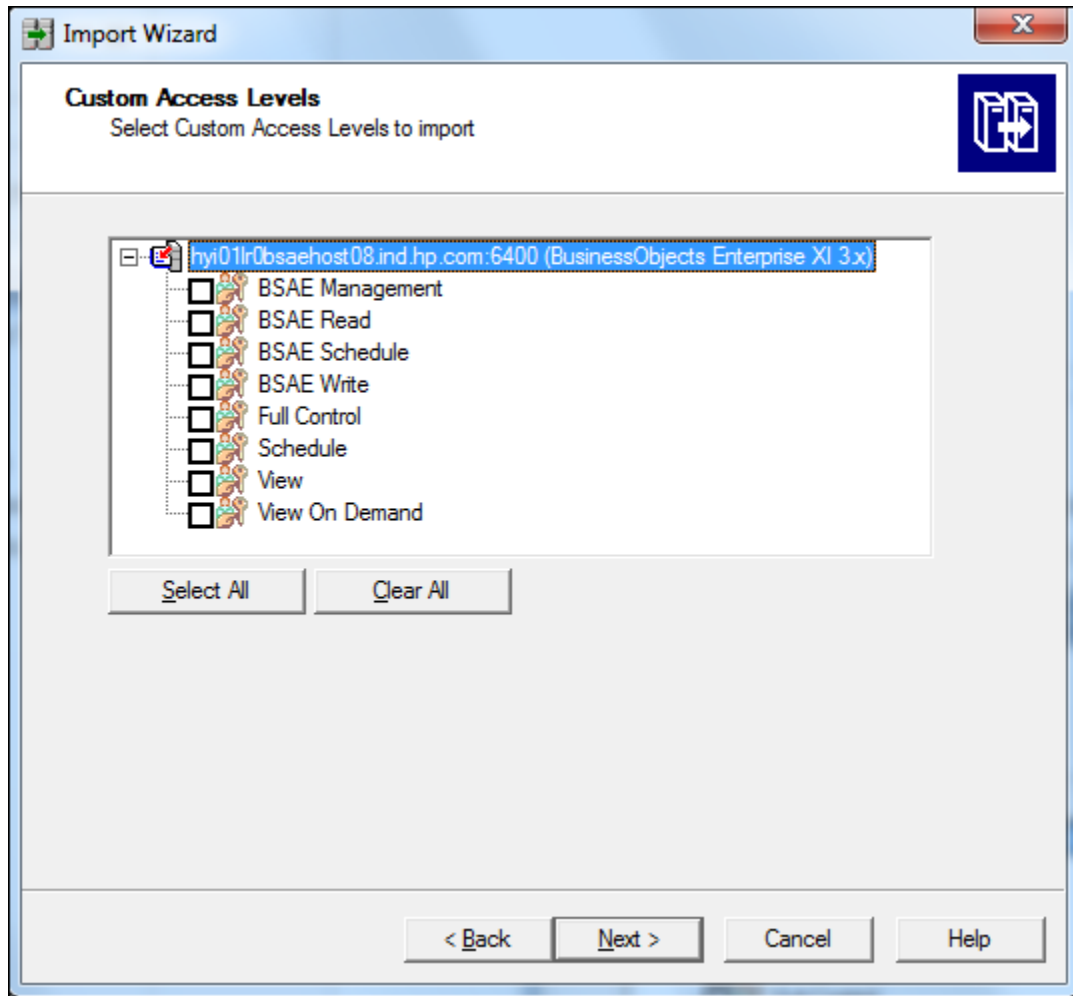 Import Wizard
Custom Access Levels
Select Custom Access Levels to import
hyi01lr0bsaehost08.ind.hp.com:6400 (BusinessObjects Enterprise XI 3.x)
BSAE Management
BSAE Read
BSAE Schedule
BSAE Write
Full Control
Schedule
View
View On Demand
Select All Clear All
< Back Next > Cancel Help